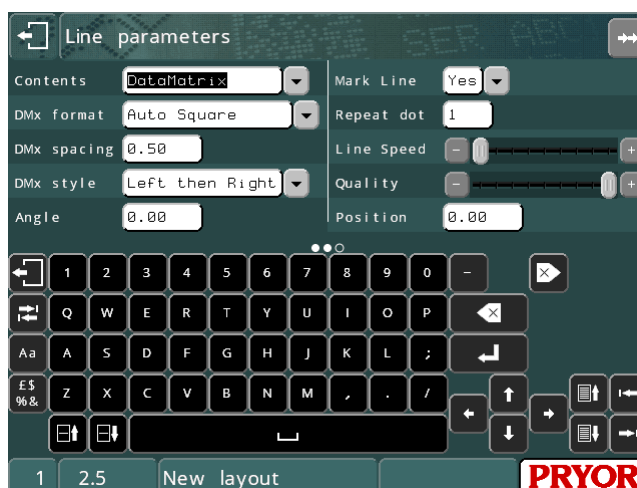 Line parameters
Contents DataMatrix Mark Line Yes
DMx format Auto Square Repeat dot 1
DMx spacing 0.50 Line Speed - +
DMx style Left then Right Quality - +
Angle 0.00 Position 0.00
1 2 3 4 5 6 7 8 9 0 -
Q W E R T Y U I O P
Aa A S D F G H J K L ;
£$ %& Z X C V B N M , . /
1 2.5 New layout PRYOR